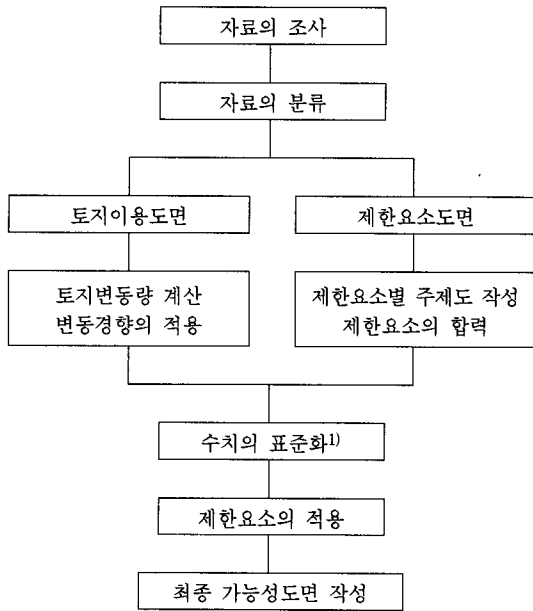 자료의 조사
자료의 분류
토지이용도면
제한요소도면
토지변동량 계산
변동경향의 적용
제한요소별 주제도 작성
제한요소의 합력
수치의 표준화1)
제한요소의 적용
최종 가능성도면 작성